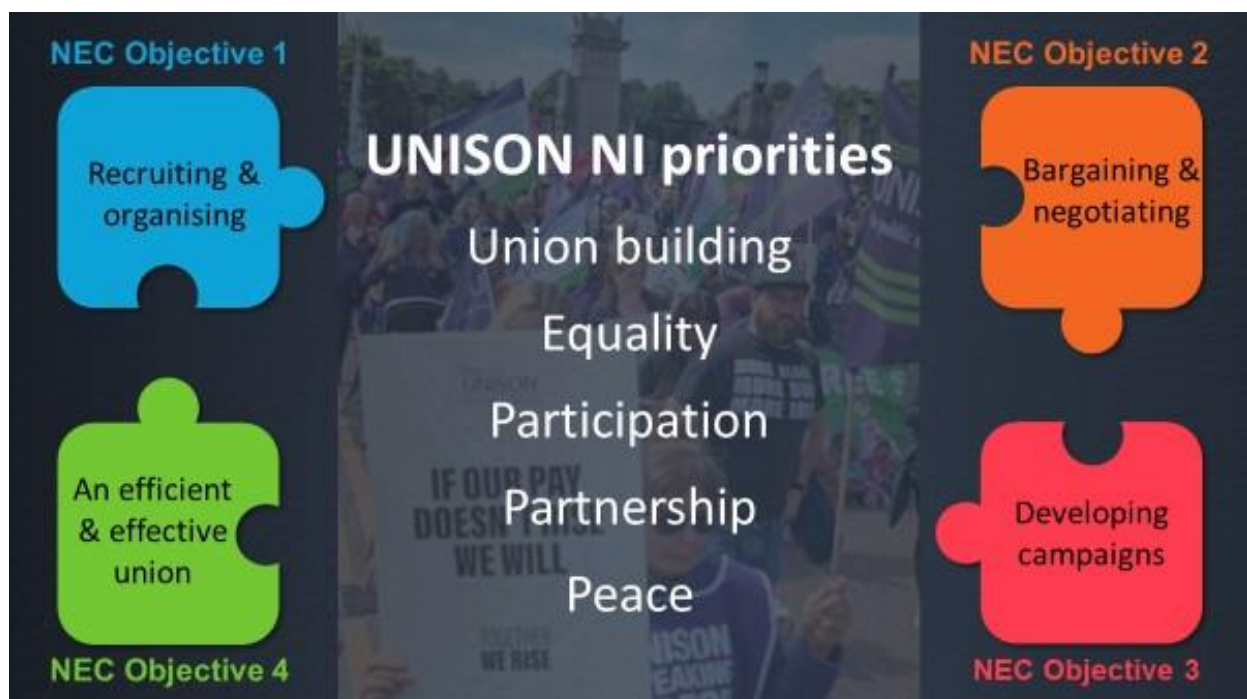 NEC Objective 1
Recruiting &
organising
NEC Objective 2
Bargaining &
negotiating
UNISON NI priorities
Union building
Equality
Participation
Partnership
Peace
UNISON
IF OUR PAY
DOESN'T RISE
WE WILL
TOGETHER
WE RISE
An efficient
& effective
union
NEC Objective 4
Developing
campaigns
NEC Objective 3